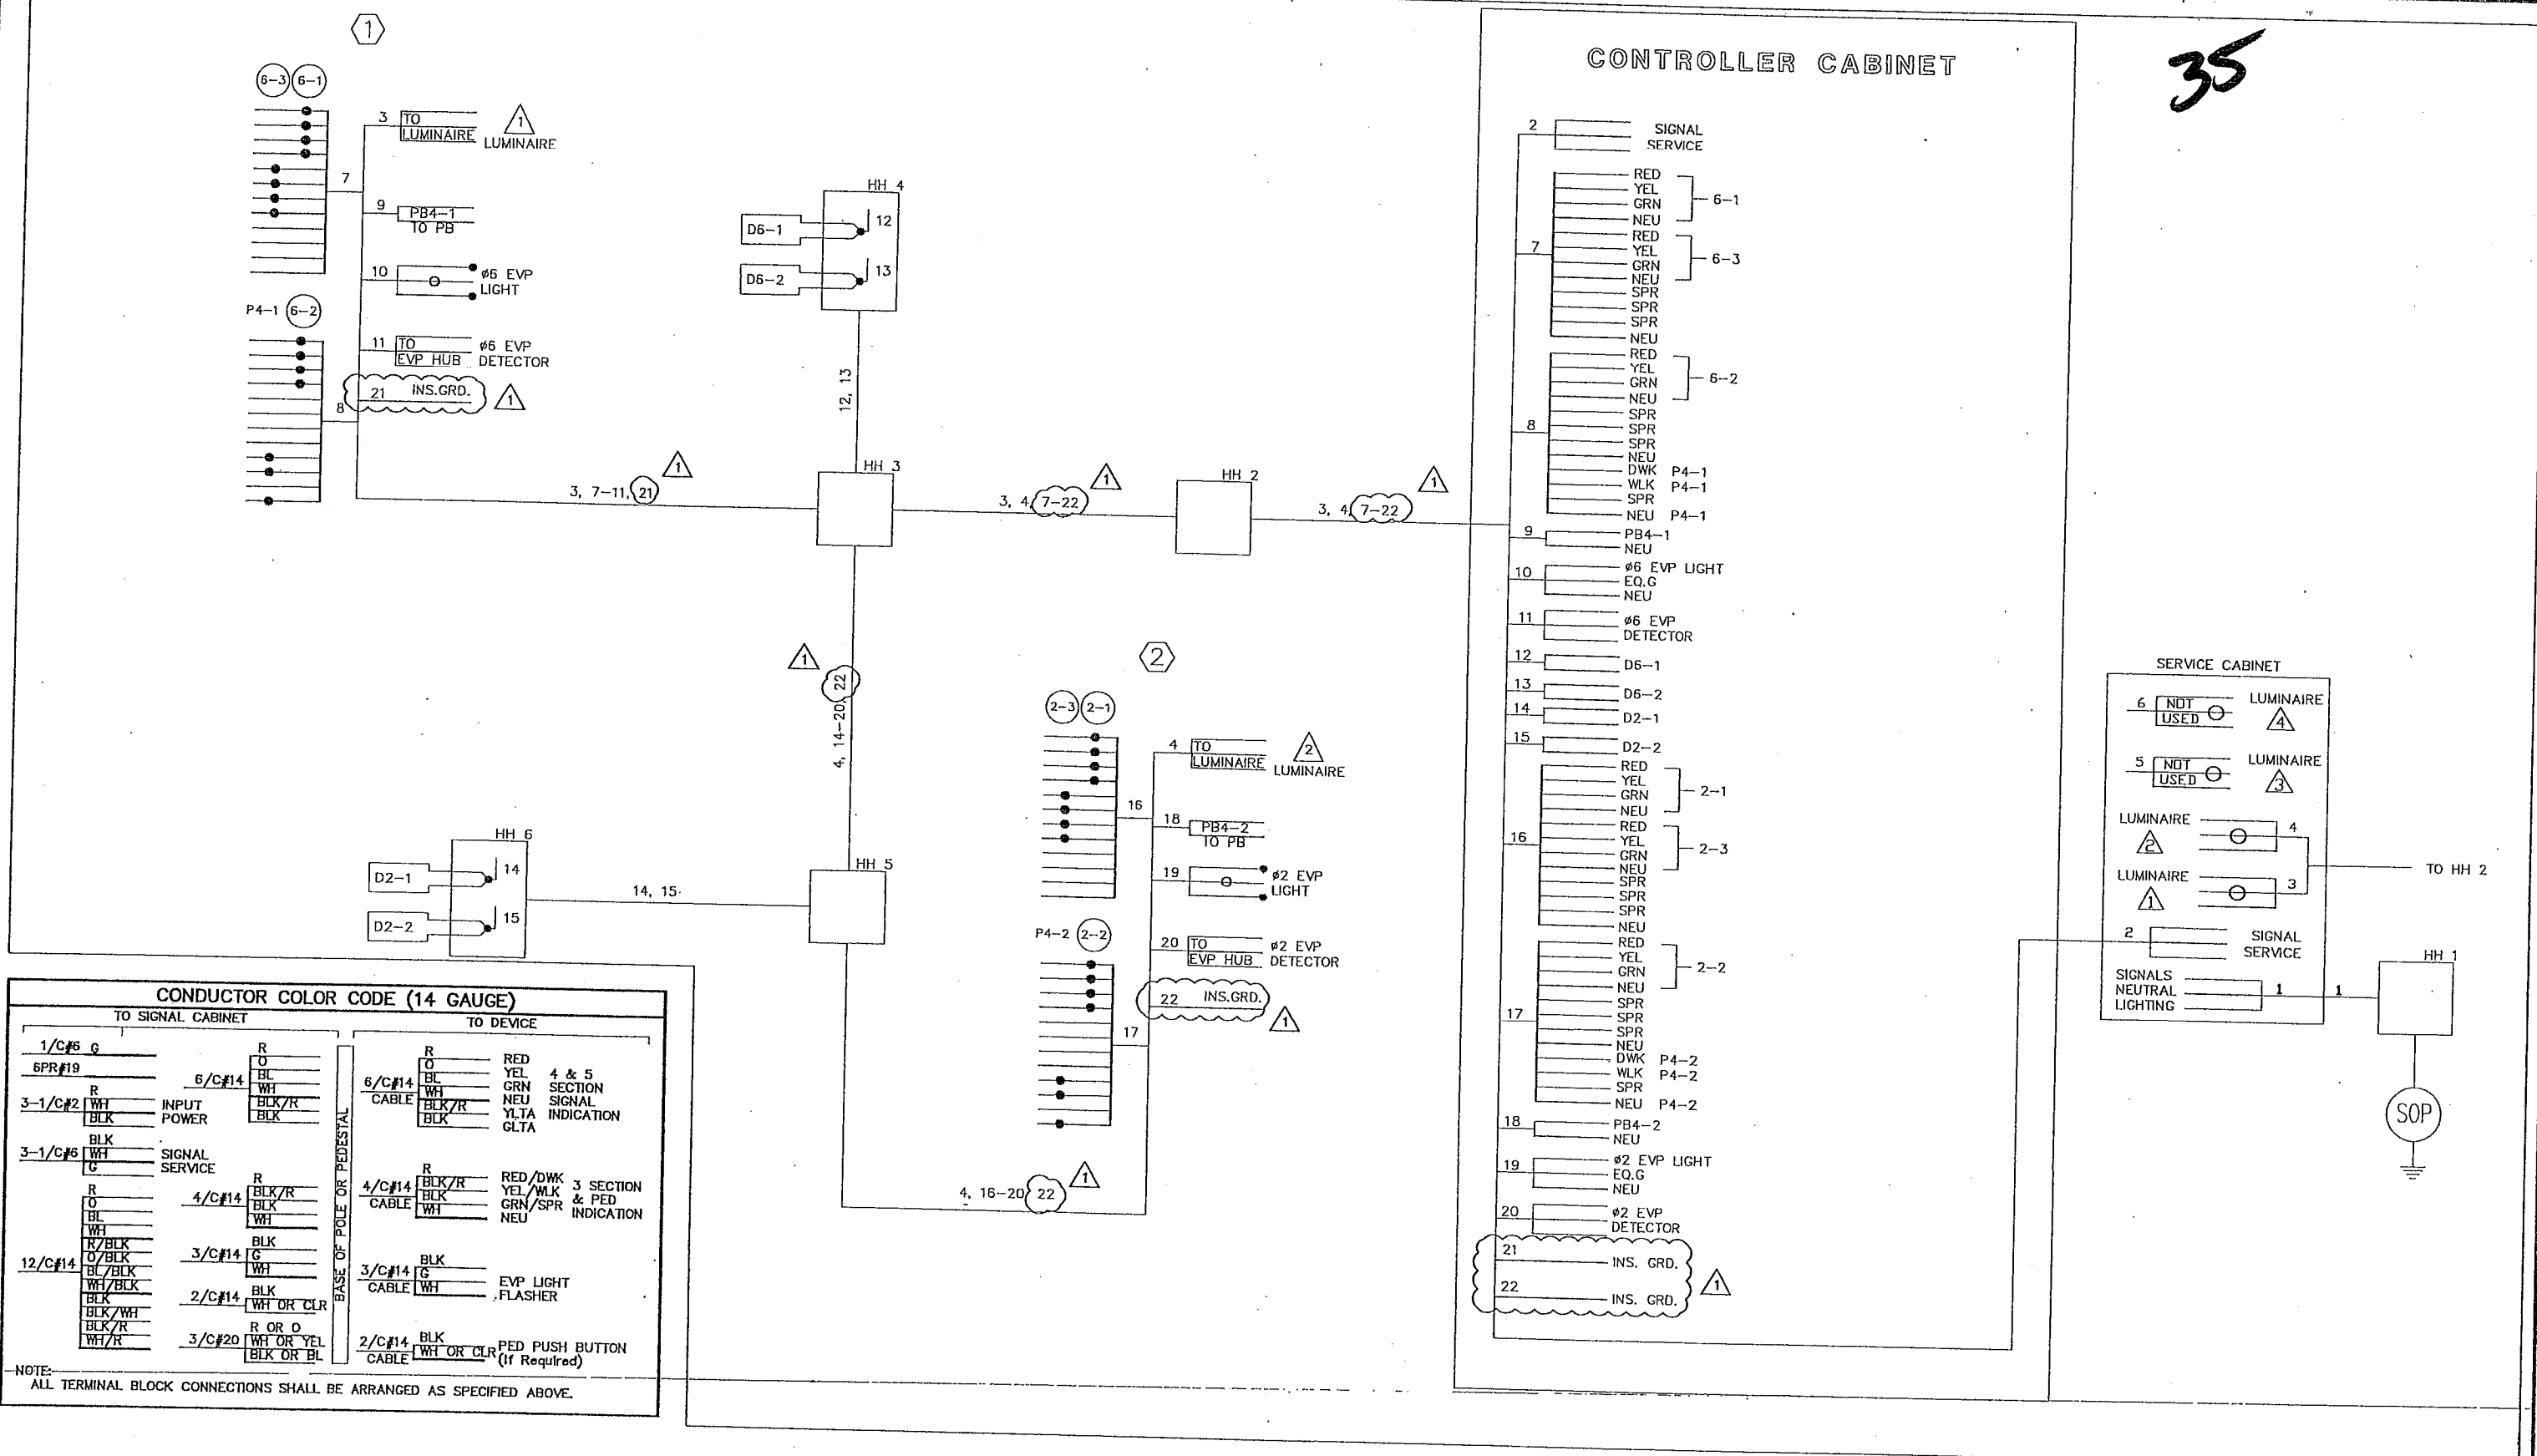 35
CONTROLLER CABINET
1
6-3 6-1
3 TO LUMINAIRE
1
LUMINAIRE
7
9 PB4-1
TO PB
10
ø6 EVP
LIGHT
P4-1 6-2
11 TO EVP HUB
ø6 EVP
DETECTOR
21 INS.GRD.
1
8
3, 7-11, 21
1
HH 4
D6-1
12
D6-2
13
12, 13
HH 3
3, 4, 7-22
1
HH 2
3, 4, 7-22
1
1
4, 14-20, 22
HH 6
D2-1
14
D2-2
15
14, 15
HH 5
4, 16-20, 22
1
2
2-3 2-1
4 TO LUMINAIRE
2
LUMINAIRE
16
18 PB4-2
TO PB
19
ø2 EVP
LIGHT
P4-2 2-2
20 TO EVP HUB
ø2 EVP
DETECTOR
22 INS.GRD.
1
17
2
SIGNAL
SERVICE
RED
YEL
GRN
NEU
6-1
7
RED
YEL
GRN
NEU
6-3
SPR
SPR
SPR
NEU
RED
YEL
GRN
NEU
6-2
8
SPR
SPR
SPR
NEU
DWK P4-1
WLK P4-1
SPR
NEU P4-1
9
PB4-1
NEU
10
ø6 EVP LIGHT
EQ.G
NEU
11
ø6 EVP
DETECTOR
12
D6-1
13
D6-2
14
D2-1
15
D2-2
RED
YEL
GRN
NEU
2-1
16
RED
YEL
GRN
NEU
2-3
SPR
SPR
SPR
NEU
RED
YEL
GRN
NEU
2-2
17
SPR
SPR
SPR
NEU
DWK P4-2
WLK P4-2
SPR
NEU P4-2
18
PB4-2
NEU
19
ø2 EVP LIGHT
EQ.G
NEU
20
ø2 EVP
DETECTOR
21
INS. GRD.
22
INS. GRD.
1
SERVICE CABINET
6 NOT USED
LUMINAIRE
4
5 NOT USED
LUMINAIRE
3
LUMINAIRE
2
4
LUMINAIRE
1
3
TO HH 2
2
SIGNAL
SERVICE
SIGNALS
NEUTRAL
LIGHTING
1
1
HH 1
SOP
CONDUCTOR COLOR CODE (14 GAUGE)
TO SIGNAL CABINET
TO DEVICE
1/C#6 G
6PR#19
3-1/C#2
R
WH
BLK
INPUT
POWER
3-1/C#6
BLK
WH
G
SIGNAL
SERVICE
12/C#14
R
O
BL
WH
R/BLK
O/BLK
BL/BLK
WH/BLK
BLK
BLK/WH
BLK/R
WH/R
6/C#14
R
O
BL
WH
BLK/R
BLK
4/C#14
R
BLK/R
BLK
WH
3/C#14
BLK
G
WH
2/C#14
BLK
WH OR CLR
3/C#20
R OR O
WH OR YEL
BLK OR BL
BASE OF POLE OR PEDESTAL
6/C#14
CABLE
R
O
BL
WH
BLK/R
BLK
RED
YEL
GRN
NEU
YLTA
GLTA
4 & 5
SECTION
SIGNAL
INDICATION
4/C#14
CABLE
R
BLK/R
BLK
WH
RED/DWK
YEL/WLK
GRN/SPR
NEU
3 SECTION
& PED
INDICATION
3/C#14
CABLE
BLK
G
WH
EVP LIGHT
FLASHER
2/C#14
CABLE
BLK
WH OR CLR
PED PUSH BUTTON
(If Required)
NOTE:
ALL TERMINAL BLOCK CONNECTIONS SHALL BE ARRANGED AS SPECIFIED ABOVE.